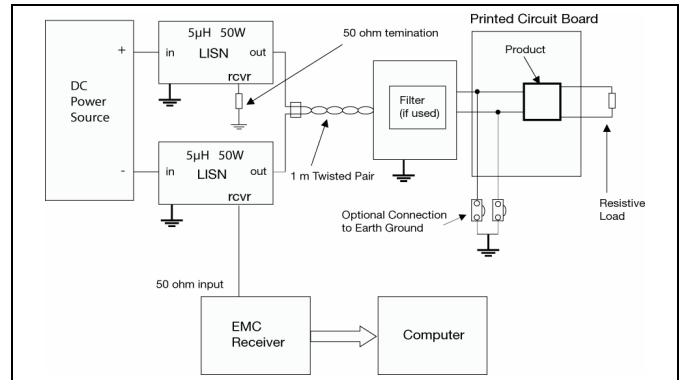 Printed Circuit Board
5µH 50W
in LISN out
rcvr
50 ohm temination
Product
+
DC
Power
Source
Filter
(if used)
5µH 50W
-
in LISN out
rcvr
1 m Twisted Pair
Optional Connection
to Earth Ground
Resistive
Load
50 ohm input
EMC
Receiver
Computer